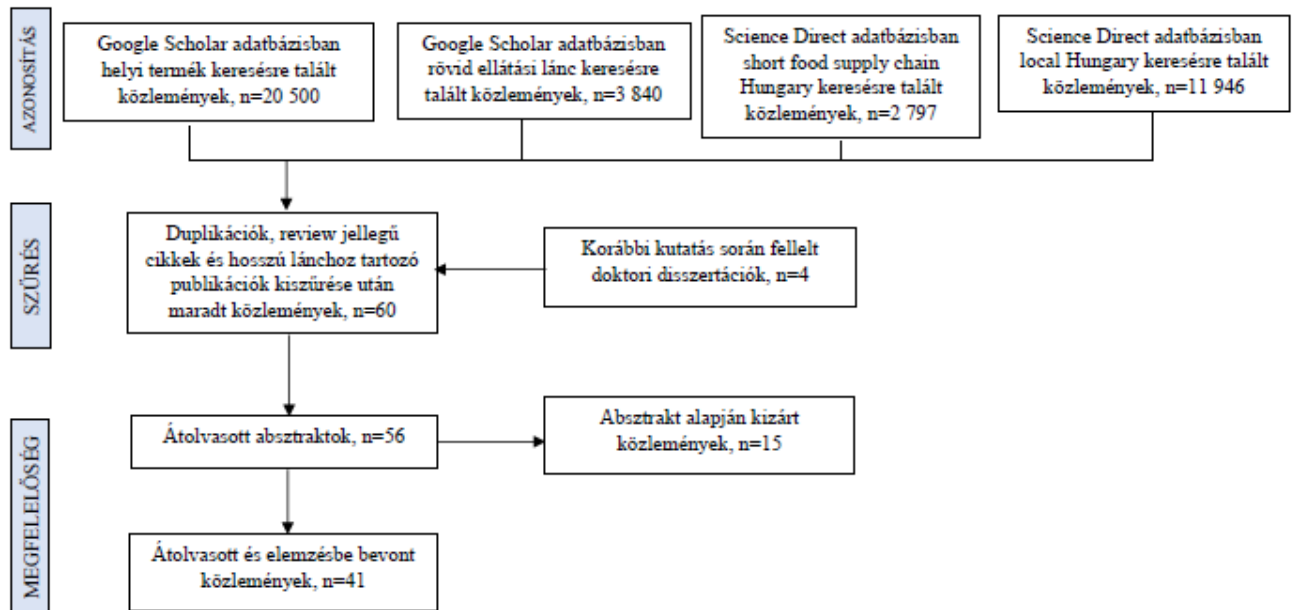 AZONOSÍTÁS
Google Scholar adatbázisban
helyi termék keresésre talált
közlemények, n=20 500
Google Scholar adatbázisban
rövid ellátási lánc keresésre
talált közlemények, n=3 840
Science Direct adatbázisban
short food supply chain
Hungary keresésre talált
közlemények, n=2 797
Science Direct adatbázisban
local Hungary keresésre talált
közlemények, n=11 946
SZŰRÉS
Duplikációk, review jellegű
cikkek és hosszú lánchoz tartozó
publikációk kiszűrése után
maradt közlemények, n=60
Korábbi kutatás során fellelt
doktori disszertációk, n=4
MEGFELELŐSÉG
Átolvasott absztraktok, n=56
Absztrakt alapján kizárt
közlemények, n=15
Átolvasott és elemzésbe bevont
közlemények, n=41